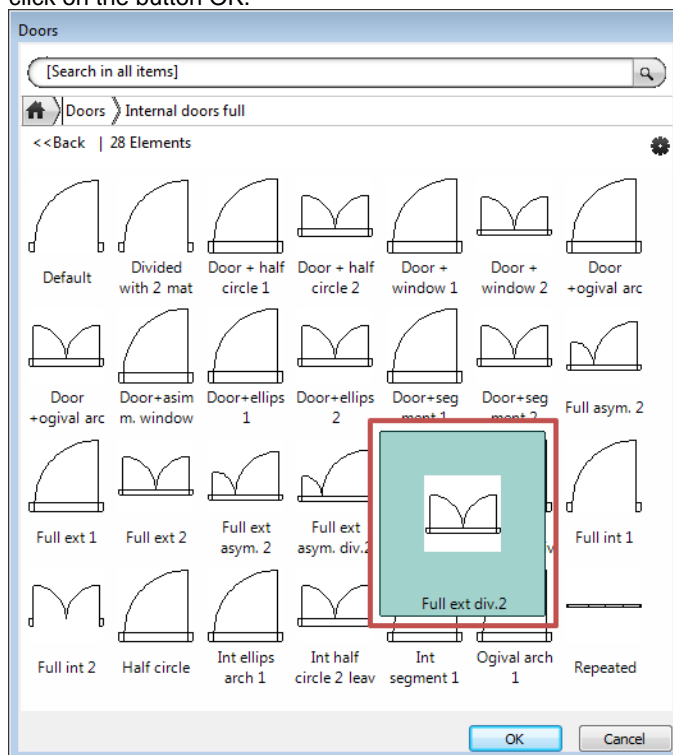 click on the button OK.
Doors
[Search in all items]
Doors Internal doors full
<<Back | 28 Elements
Default
Divided with 2 mat
Door + half circle 1
Door + half circle 2
Door + window 1
Door + window 2
Door +ogival arc
Door +ogival arc
Door+asim m. window
Door+ellips 1
Door+ellips 2
Door+seg ment 1
Door+seg ment 2
Full asym. 2
Full ext 1
Full ext 2
Full ext asym. 2
Full ext asym. div.2
Full ext div.2
Full int 1
Full int 2
Half circle
Int ellips arch 1
Int half circle 2 leav
Int segment 1
Ogival arch 1
Repeated
OK Cancel